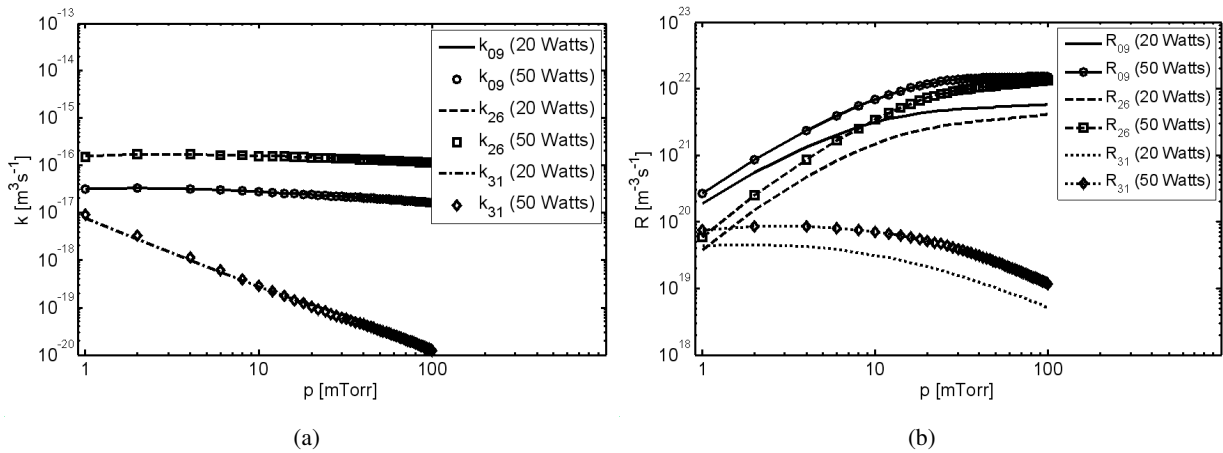 10^-13
10^-14
10^-15
10^-16
10^-17
10^-18
10^-19
10^-20
k [m^3s^-1]
1
10
100
p [mTorr]
k_09 (20 Watts)
k_09 (50 Watts)
k_26 (20 Watts)
k_26 (50 Watts)
k_31 (20 Watts)
k_31 (50 Watts)
(a)
10^23
10^22
10^21
10^20
10^19
10^18
R [m^-3s^-1]
1
10
100
p [mTorr]
R_09 (20 Watts)
R_09 (50 Watts)
R_26 (20 Watts)
R_26 (50 Watts)
R_31 (20 Watts)
R_31 (50 Watts)
(b)